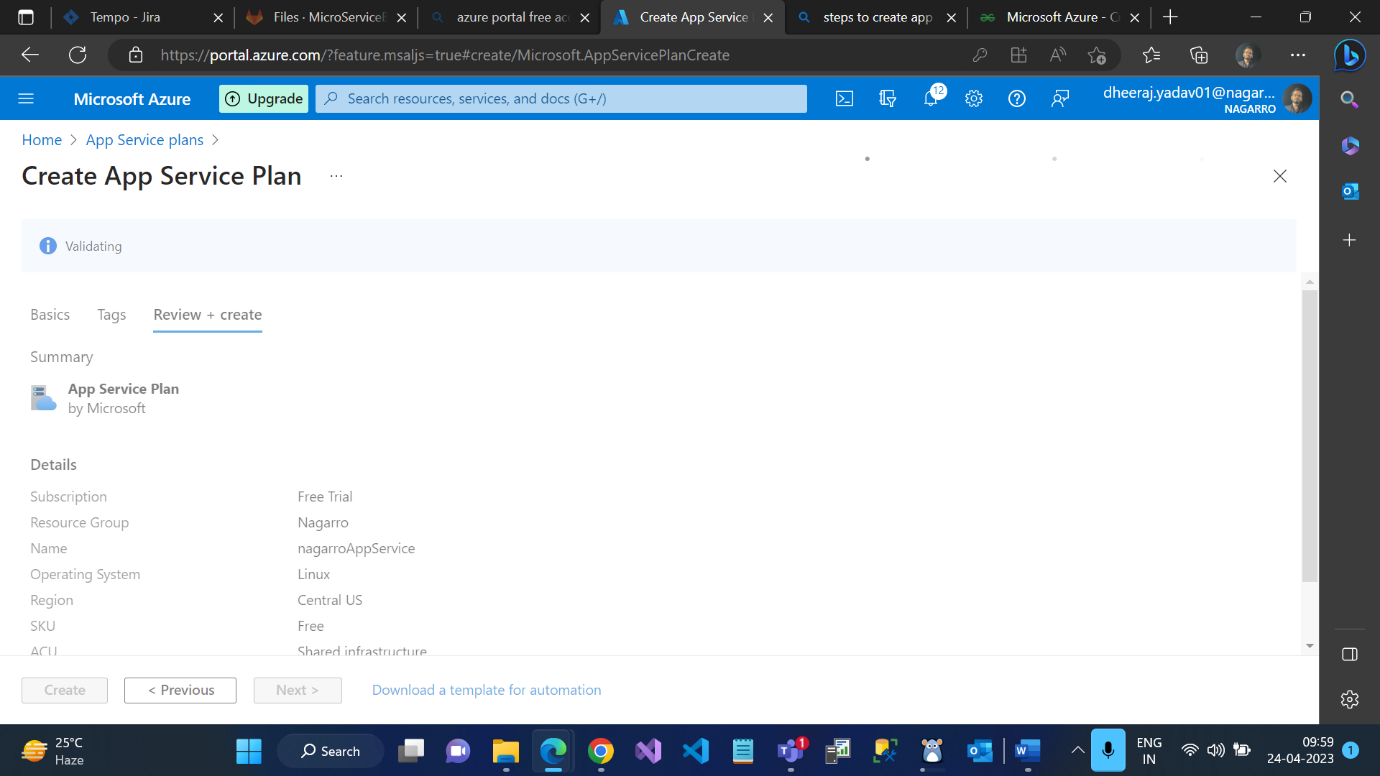 Tempo - Jira
Files · MicroServiceE
azure portal free ac
Create App Service
steps to create app
Microsoft Azure - C
https://portal.azure.com/?feature.msaljs=true#create/Microsoft.AppServicePlanCreate
Microsoft Azure
Upgrade
Search resources, services, and docs (G+/)
12
dheeraj.yadav01@nagar...
NAGARRO
Home > App Service plans >
Create App Service Plan ...
Validating
Basics Tags Review + create
Summary
App Service Plan
by Microsoft
Details
Subscription Free Trial
Resource Group Nagarro
Name nagarroAppService
Operating System Linux
Region Central US
SKU Free
ACU Shared infrastructure
Create < Previous Next > Download a template for automation
25°C
Haze
Search
1
ENG
IN
09:59
24-04-2023
1